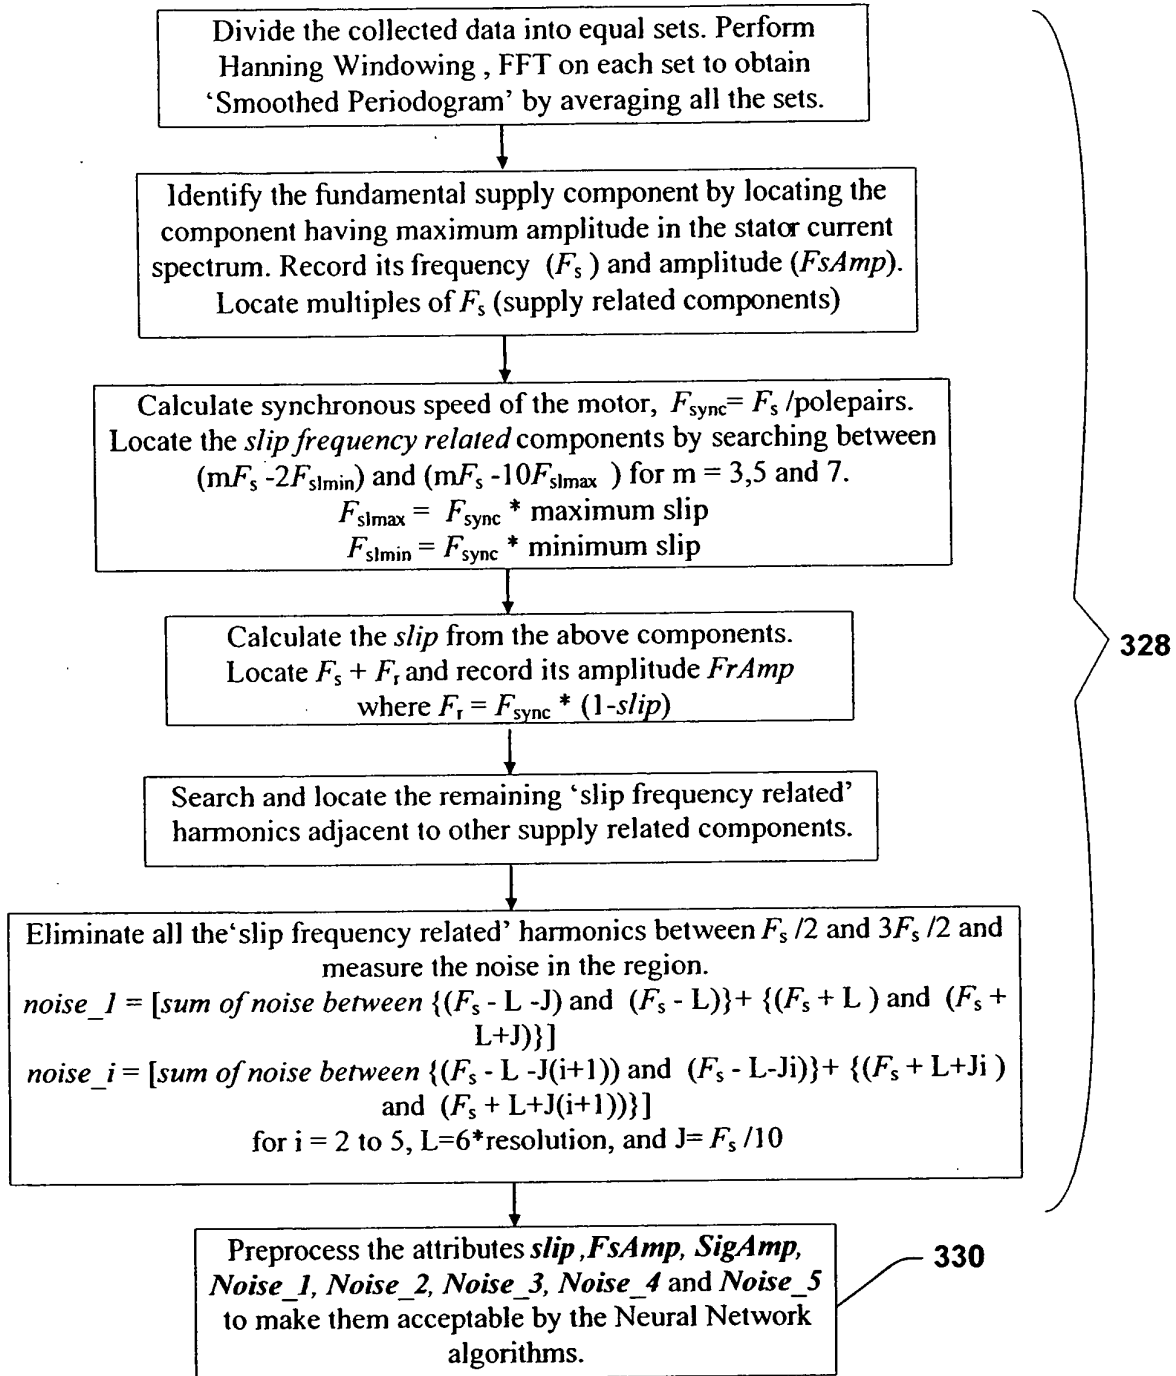 Divide the collected data into equal sets. Perform
Hanning Windowing , FFT on each set to obtain
‘Smoothed Periodogram’ by averaging all the sets.
Identify the fundamental supply component by locating the
component having maximum amplitude in the stator current
spectrum. Record its frequency (Fs ) and amplitude (FsAmp).
Locate multiples of Fs (supply related components)
Calculate synchronous speed of the motor, Fsync= Fs /polepairs.
Locate the slip frequency related components by searching between
(mFs -2Fslmin) and (mFs -10Fslmax ) for m = 3,5 and 7.
Fslmax = Fsync * maximum slip
Fslmin = Fsync * minimum slip
Calculate the slip from the above components.
Locate Fs + Fr and record its amplitude FrAmp
where Fr = Fsync * (1-slip)
328
Search and locate the remaining ‘slip frequency related’
harmonics adjacent to other supply related components.
Eliminate all the‘slip frequency related’ harmonics between Fs /2 and 3Fs /2 and
measure the noise in the region.
noise_1 = [sum of noise between {(Fs - L -J) and (Fs - L)}+ {(Fs + L ) and (Fs +
L+J)}]
noise_i = [sum of noise between {(Fs - L -J(i+1)) and (Fs - L-Ji)}+ {(Fs + L+Ji )
and (Fs + L+J(i+1))}]
for i = 2 to 5, L=6*resolution, and J= Fs /10
Preprocess the attributes slip ,FsAmp, SigAmp,
Noise_1, Noise_2, Noise_3, Noise_4 and Noise_5
to make them acceptable by the Neural Network
algorithms.
330